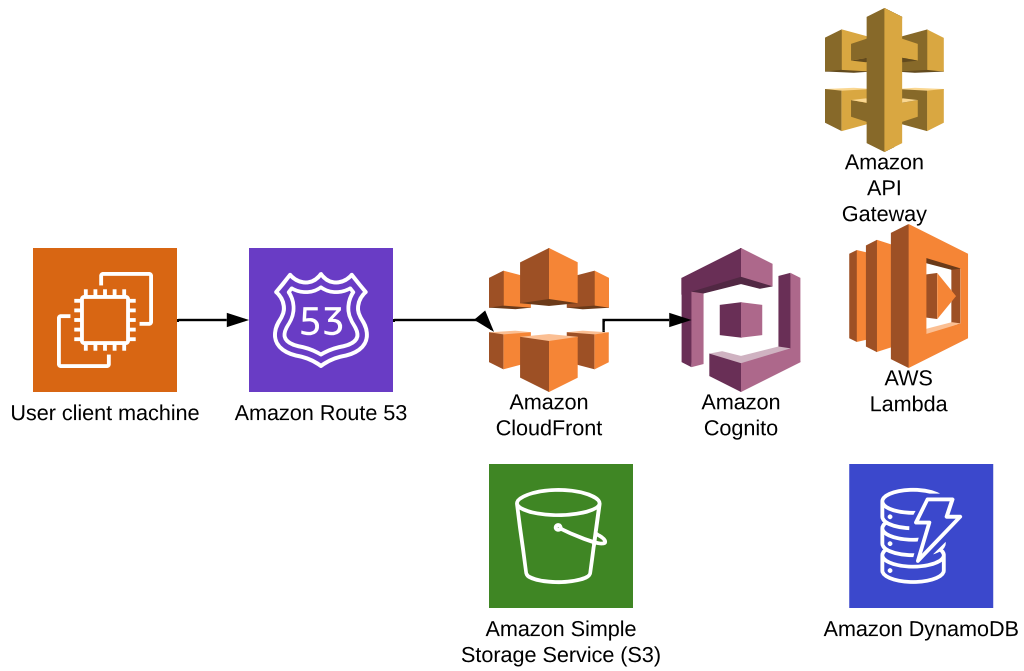 Amazon
API
Gateway
53
User client machine
Amazon Route 53
Amazon
CloudFront
Amazon
Cognito
AWS
Lambda
Amazon Simple
Storage Service (S3)
Amazon DynamoDB